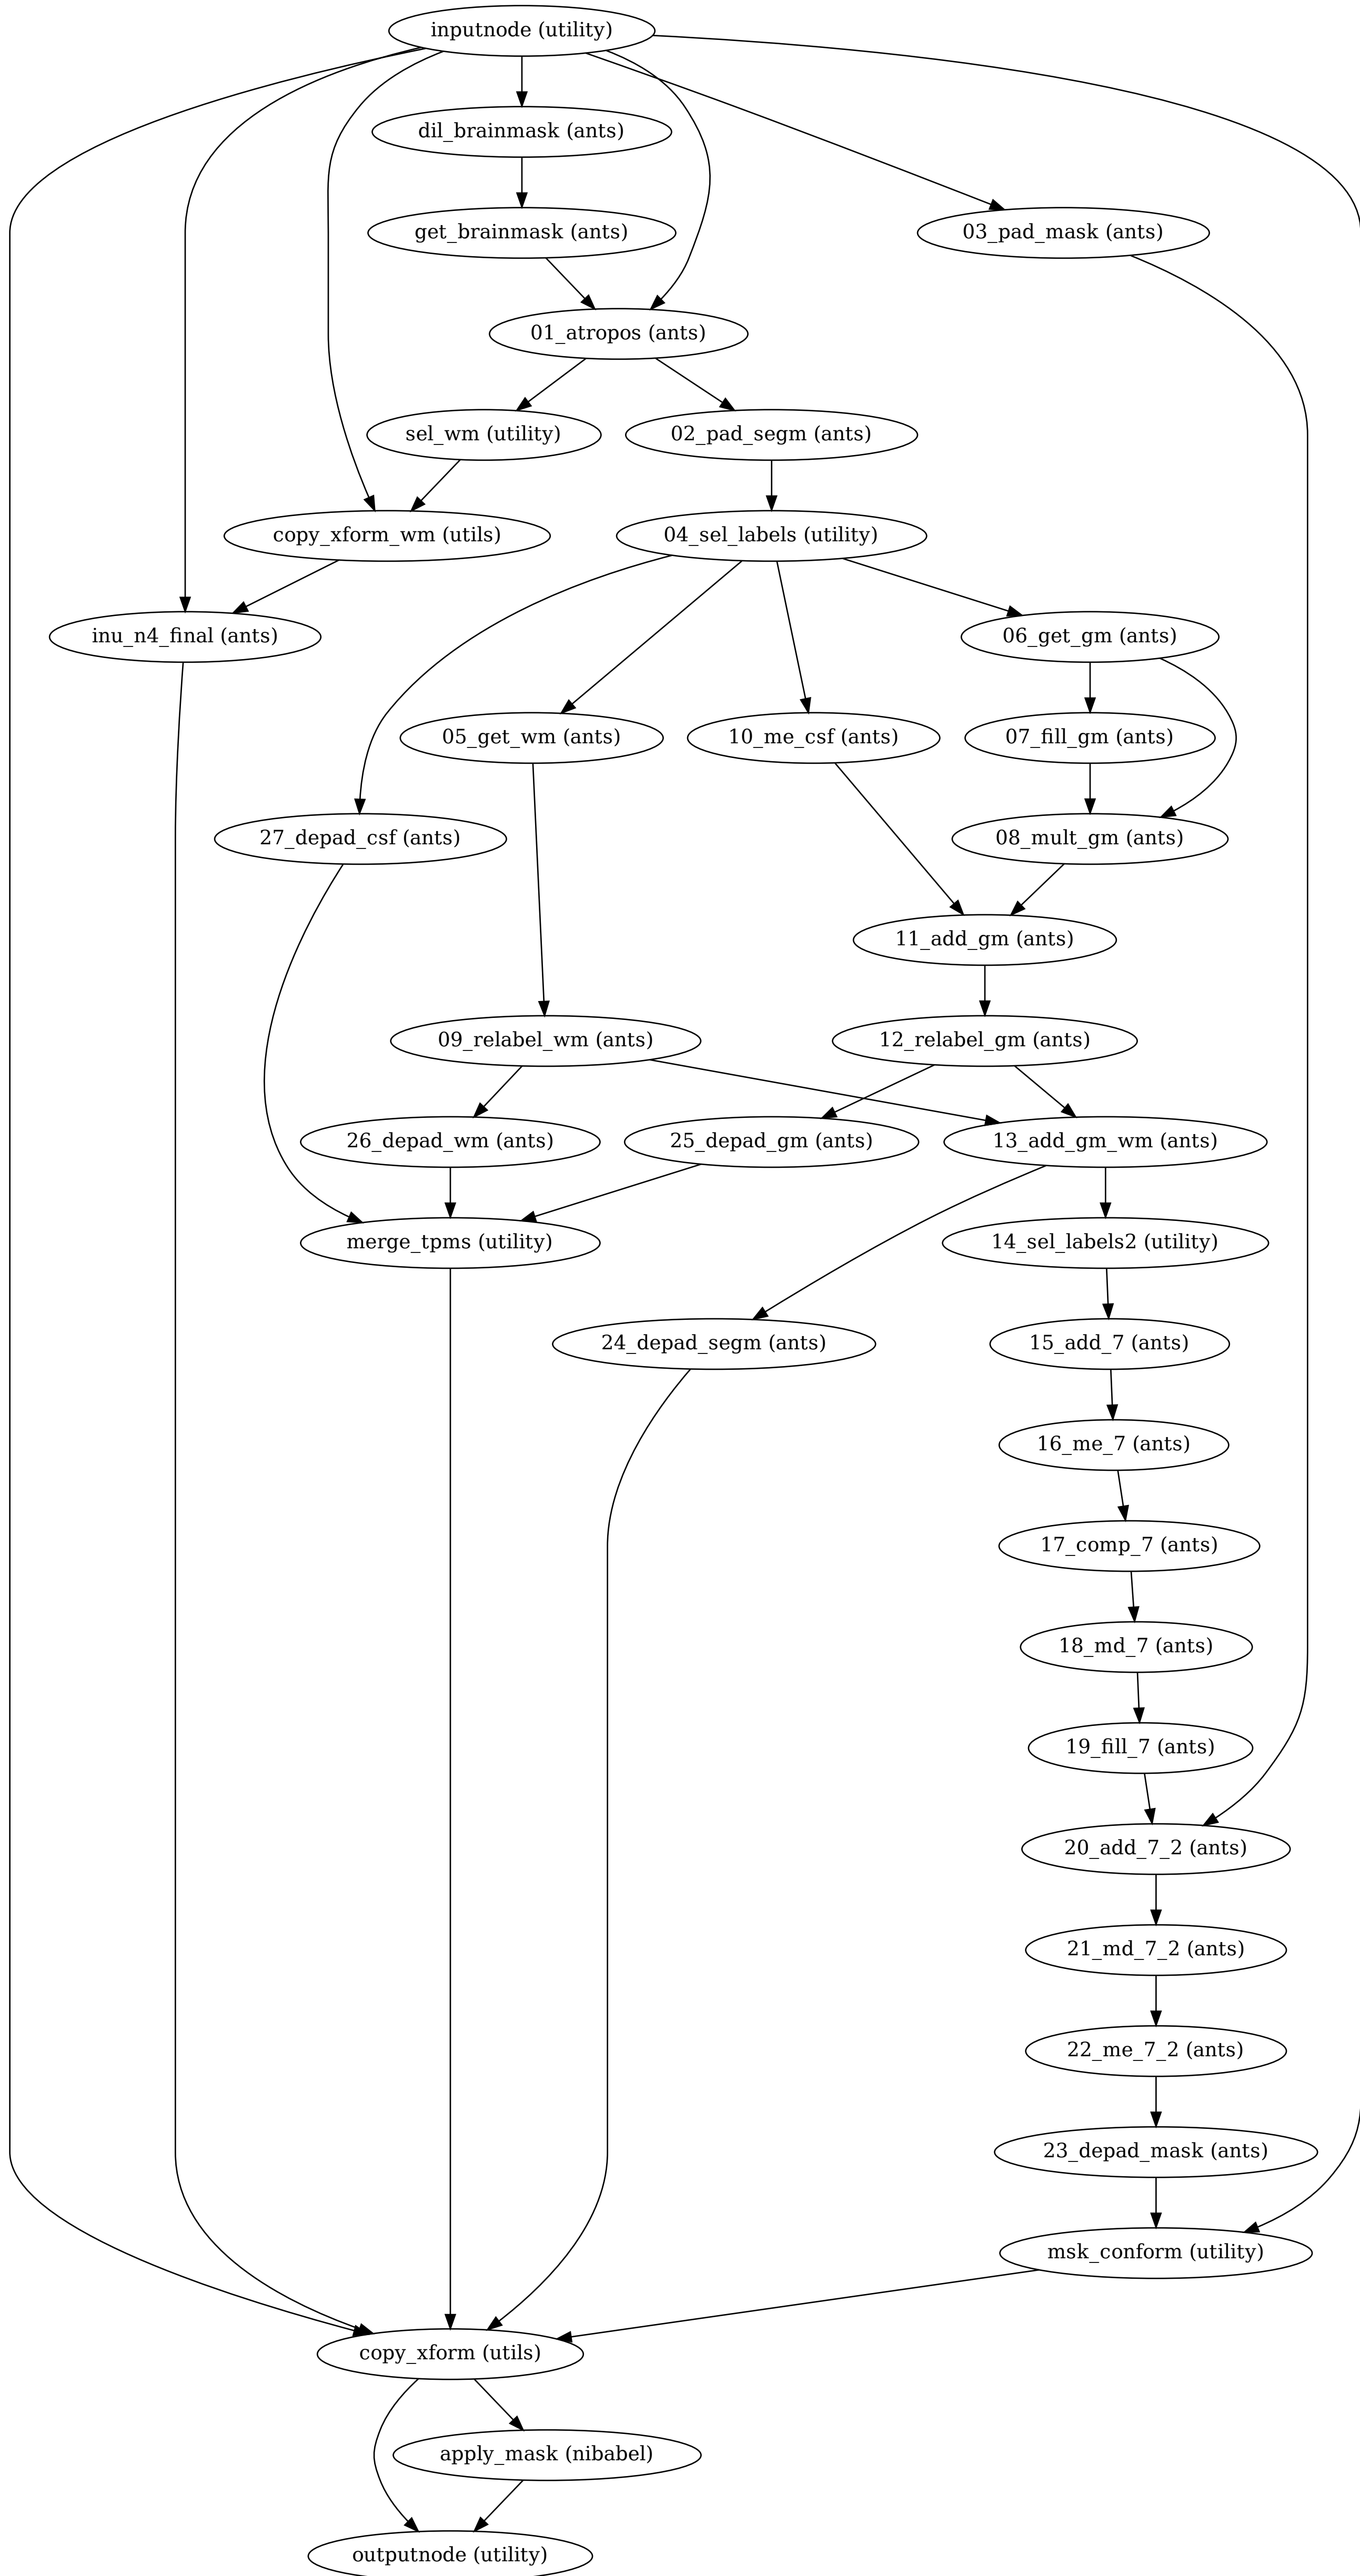 inputnode (utility)
dil_brainmask (ants)
get_brainmask (ants)
03_pad_mask (ants)
01_atropos (ants)
sel_wm (utility)
02_pad_segm (ants)
copy_xform_wm (utils)
04_sel_labels (utility)
inu_n4_final (ants)
06_get_gm (ants)
05_get_wm (ants)
10_me_csf (ants)
07_fill_gm (ants)
27_depad_csf (ants)
08_mult_gm (ants)
11_add_gm (ants)
09_relabel_wm (ants)
12_relabel_gm (ants)
26_depad_wm (ants)
25_depad_gm (ants)
13_add_gm_wm (ants)
merge_tpms (utility)
14_sel_labels2 (utility)
24_depad_segm (ants)
15_add_7 (ants)
16_me_7 (ants)
17_comp_7 (ants)
18_md_7 (ants)
19_fill_7 (ants)
20_add_7_2 (ants)
21_md_7_2 (ants)
22_me_7_2 (ants)
23_depad_mask (ants)
msk_conform (utility)
copy_xform (utils)
apply_mask (nibabel)
outputnode (utility)